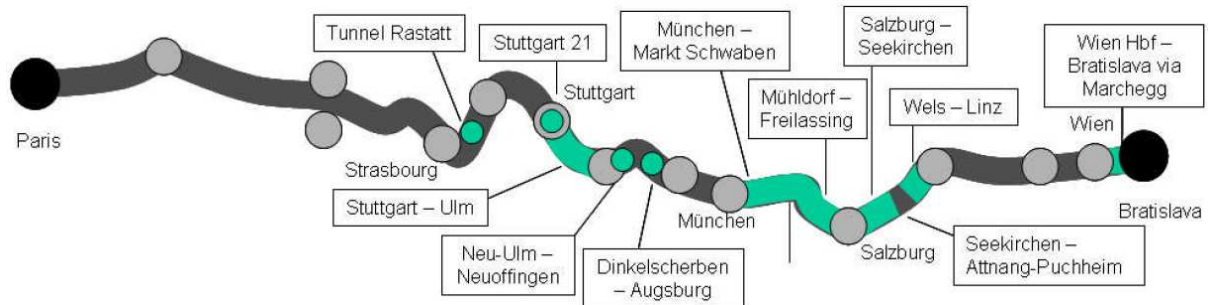 Paris
Tunnel Rastatt
Strasbourg
Stuttgart 21
Stuttgart
Stuttgart – Ulm
Neu-Ulm –
Neuoffingen
Dinkelscherben
– Augsburg
München –
Markt Schwaben
München
Mühldorf –
Freilassing
Salzburg –
Seekirchen
Salzburg
Wels – Linz
Seekirchen –
Attnang-Puchheim
Wien Hbf –
Bratislava via
Marchegg
Wien
Bratislava